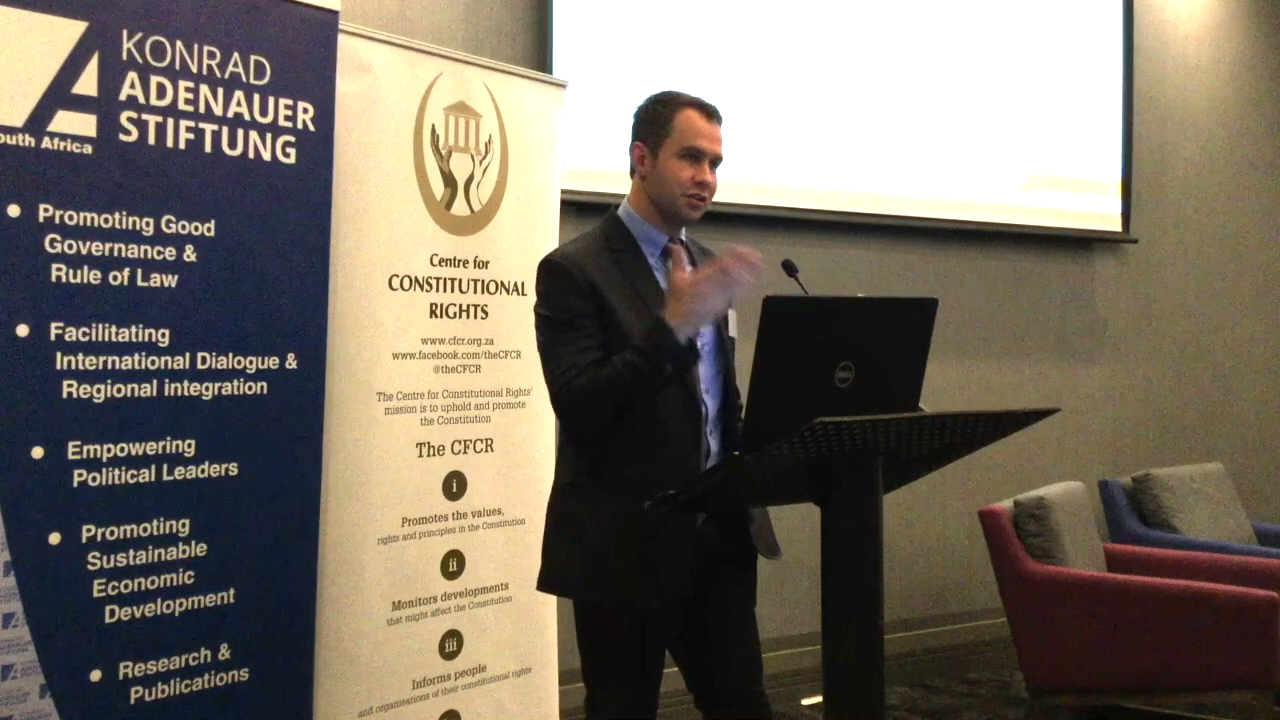 KONRAD
ADENAUER
STIFTUNG
outh Africa
Promoting Good
Governance &
Rule of Law
Facilitating
International Dialogue &
Regional integration
Empowering
Political Leaders
Promoting
Sustainable
Economic
Development
Research &
Publications
Centre for
CONSTITUTIONAL
RIGHTS
www.cfcr.org.za
www.facebook.com/theCFCR
@theCFCR
The Centre for Constitutional Rights'
mission is to uphold and promote
the Constitution
The CFCR
i
Promotes the values,
rights and principles in the Constitution
ii
Monitors developments
that might affect the Constitution
iii
Informs people
and organisations of their constitutional rights
DELL